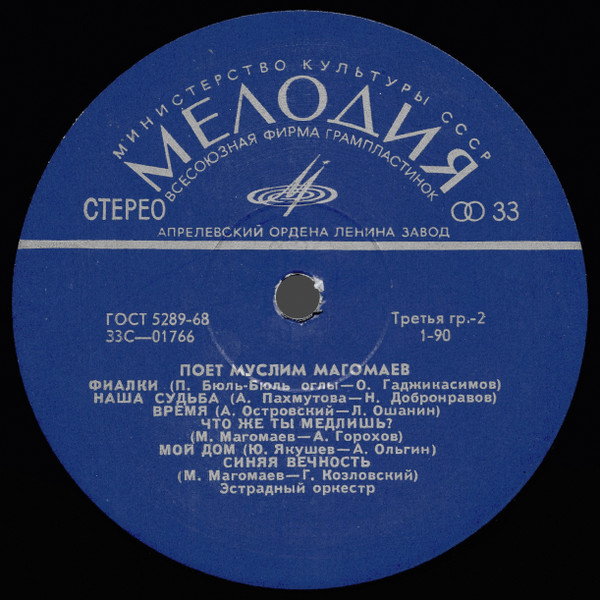 МИНИСТЕРСТВО КУЛЬТУРЫ СССР
МЕЛОДИЯ
ВСЕСОЮЗНАЯ ФИРМА ГРАМПЛАСТИНОК
СТЕРЕО
33
АПРЕЛЕВСКИЙ ОРДЕНА ЛЕНИНА ЗАВОД
ГОСТ 5289-68
Третья гр.-2
33С—01766
1-90
ПОЕТ МУСЛИМ МАГОМАЕВ
ФИАЛКИ (П. Бюль-Бюль оглы—О. Гаджикасимов)
НАША СУДЬБА (А. Пахмутова—Н. Добронравов)
ВРЕМЯ (А. Островский—Л. Ошанин)
ЧТО ЖЕ ТЫ МЕДЛИШЬ?
(М. Магомаев—А. Горохов)
МОЙ ДОМ (Ю. Якушев—А. Ольгин)
СИНЯЯ ВЕЧНОСТЬ
(М. Магомаев—Г. Козловский)
Эстрадный оркестр